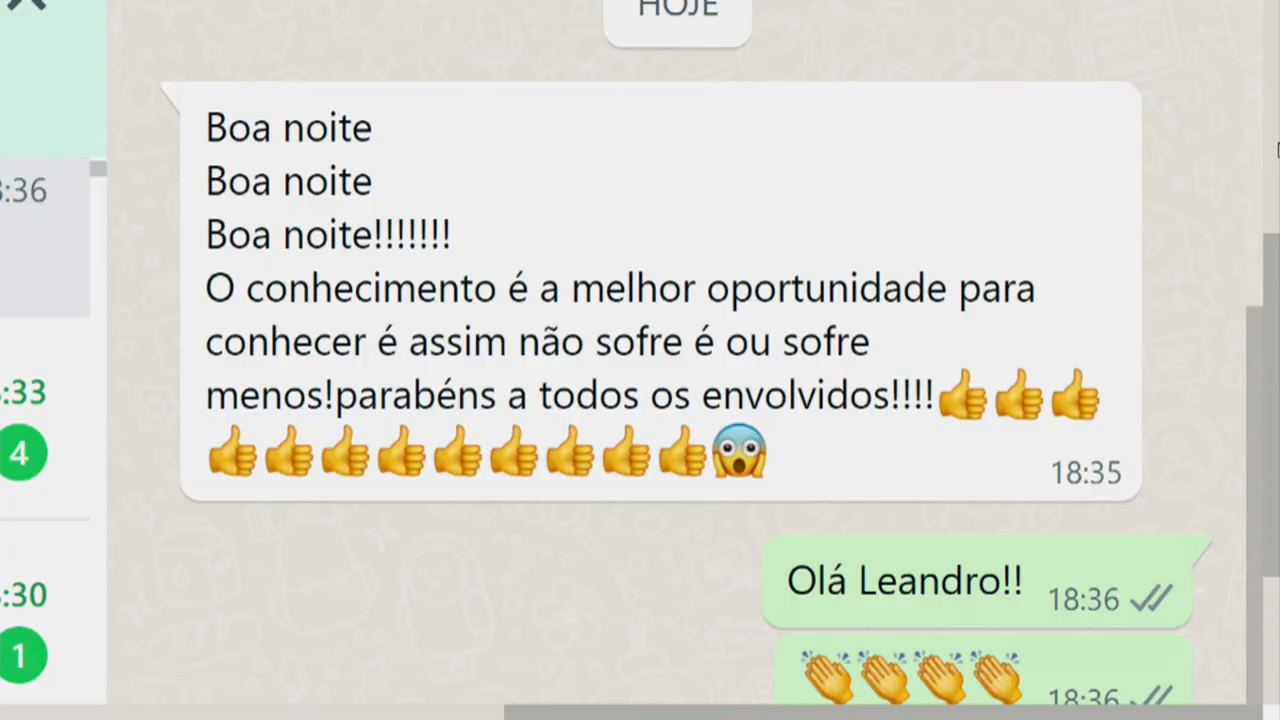 HOJE
:36
Boa noite
Boa noite
Boa noite!!!!!!!
O conhecimento é a melhor oportunidade para
conhecer é assim não sofre é ou sofre
menos!parabéns a todos os envolvidos!!!!👍👍👍
👍👍👍👍👍👍👍👍👍😱
18:35
:33
4
Olá Leandro!! 18:36
:30
1
👏👏👏👏 18:36